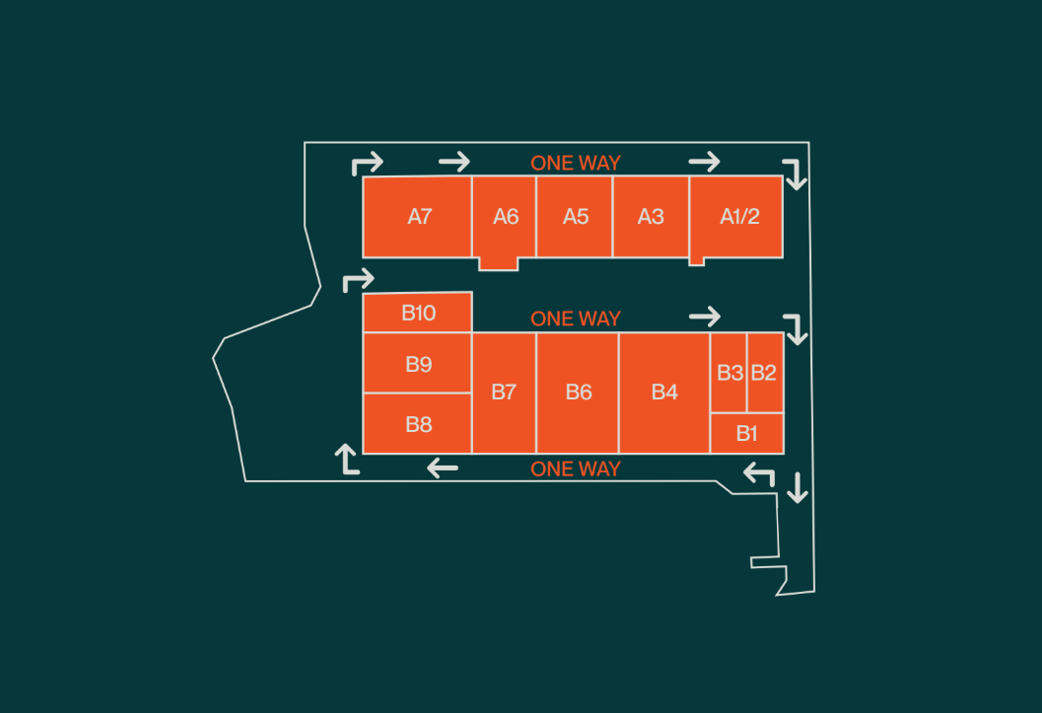 ONE WAY
A7 A6 A5 A3 A1/2
B10
ONE WAY
B9
B3 B2
B7 B6 B4
B8
B1
ONE WAY